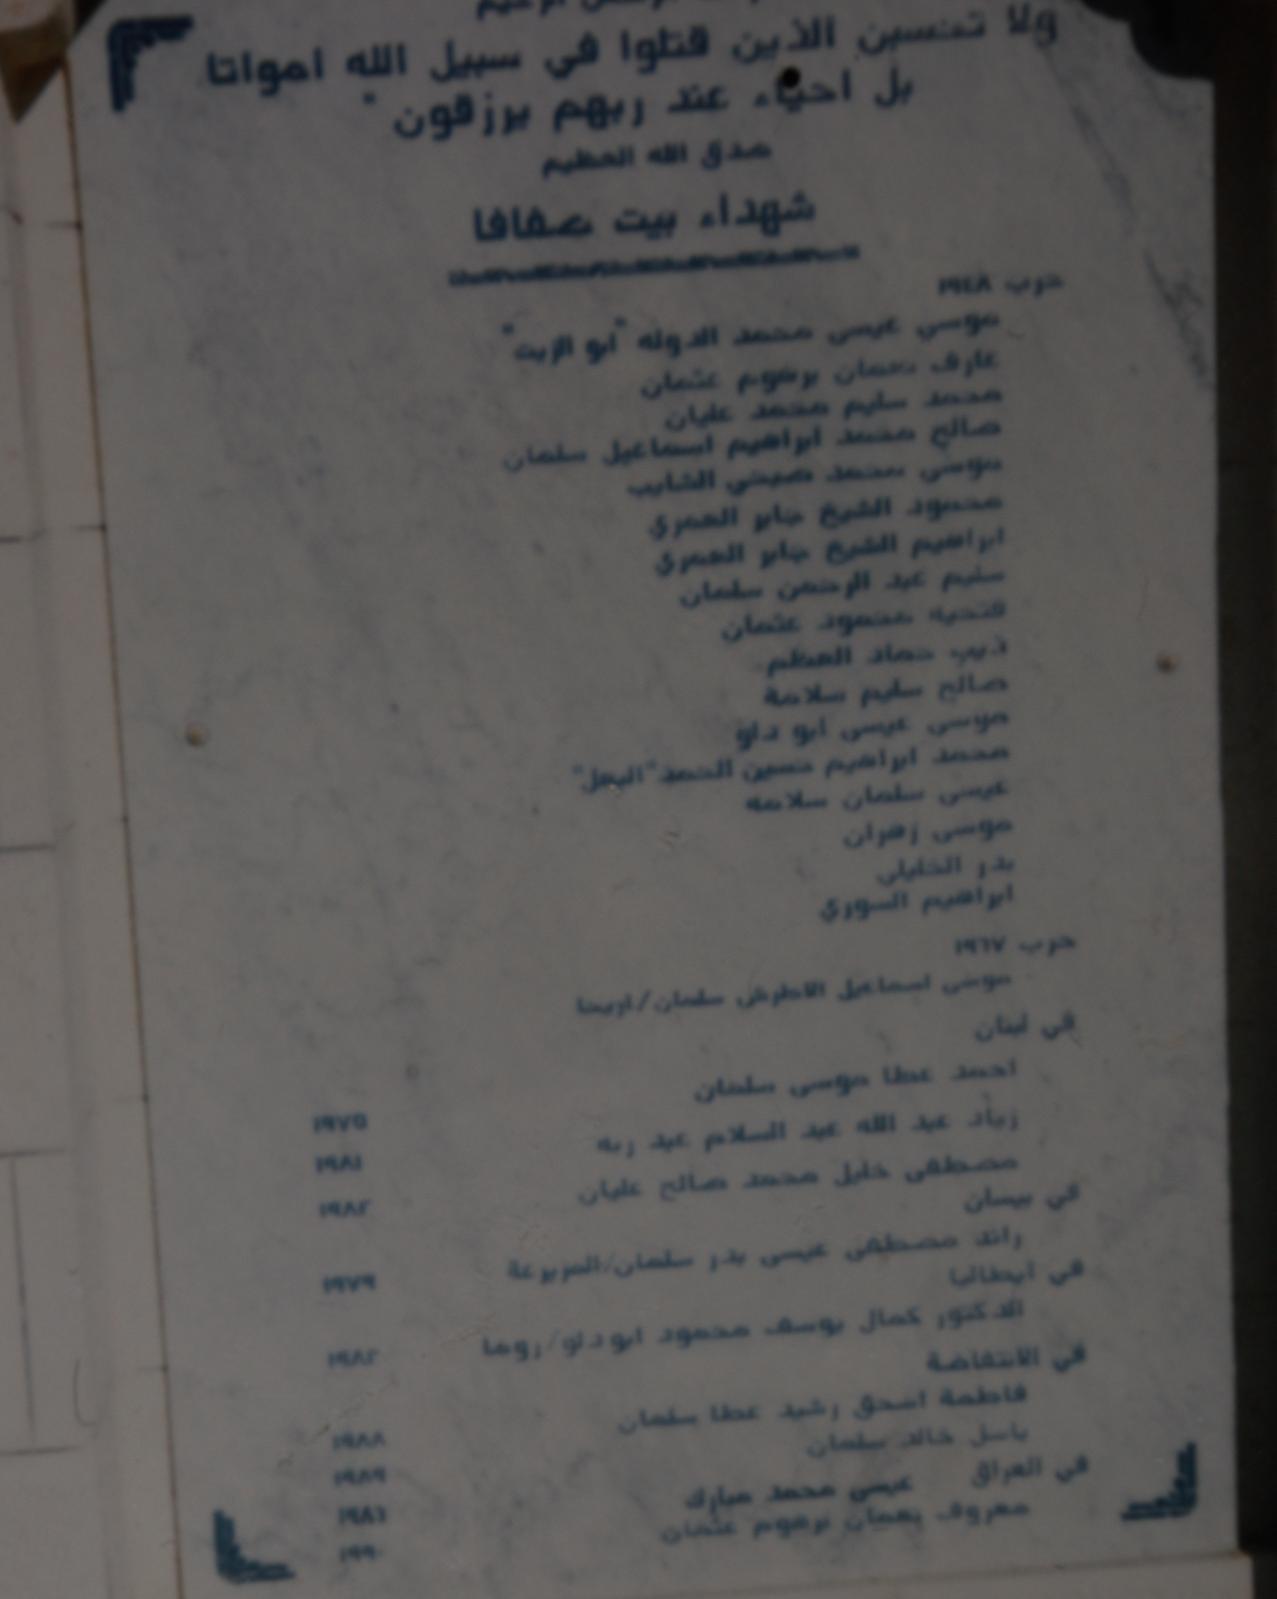 الرحيم
ولا تحسبن الذين قتلوا في سبيل الله امواتا
بل احياء عند ربهم يرزقون "
صدق الله العظيم
شهداء بيت صفافا
حرب ١٩٤٨
موسى عيسى محمد الدوله "ابو الزيت"
عارف نعمان برهوم عثمان
محمد سليم محمد عليان
صالح محمد ابراهيم اسماعيل سلمان
موسى محمد صبحي الشايب
محمود الشيخ جابر العمري
ابراهيم الشيخ جابر العمري
سليم عبد الرحمن سلمان
فتحيه محمود عثمان
ذيب حماد العظم
صالح سليم سلامة
موسى عيسى ابو دلو
محمد ابراهيم حسين الحمد
عيسى سلمان سلامه
موسى زهران
بدر الخليلي
ابراهيم السوري
حرب ١٩٦٧
موسى اسماعيل الاطرش سلمان/اريحا
في لبنان
احمد عطا موسى سلمان ١٩٧٥
زياد عبد الله عبد السلام عبد ربه ١٩٨١
مصطفى خليل محمد صالح عليان ١٩٨٢
في بيسان
رائد مصطفى عيسى بدر سلمان ١٩٧٩
في ايطاليا
الدكتور كمال يوسف محمود ابو دلو/روما ١٩٨٢
في الانتفاضة
فاطمة اسحق رشيد عطا سلمان ١٩٨٨
باسل خالد سلمان ١٩٨٩
في العراق عيسى محمد مبارك ١٩٨٦
معروف نعمان برهوم عثمان ١٩٩٠